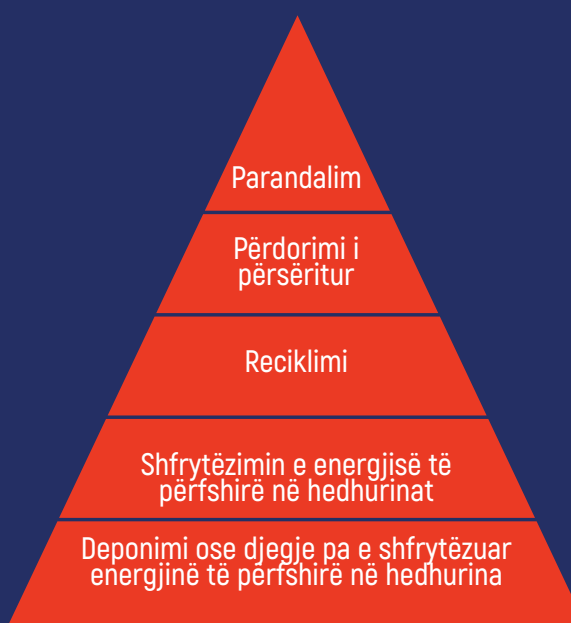 Parandalim
Përdorimi i
përsëritur
Reciklimi
Shfrytëzimin e energjisë të
përfshirë në hedhurinat
Deponimi ose djegje pa e shfrytëzuar
energjinë të përfshirë në hedhurina